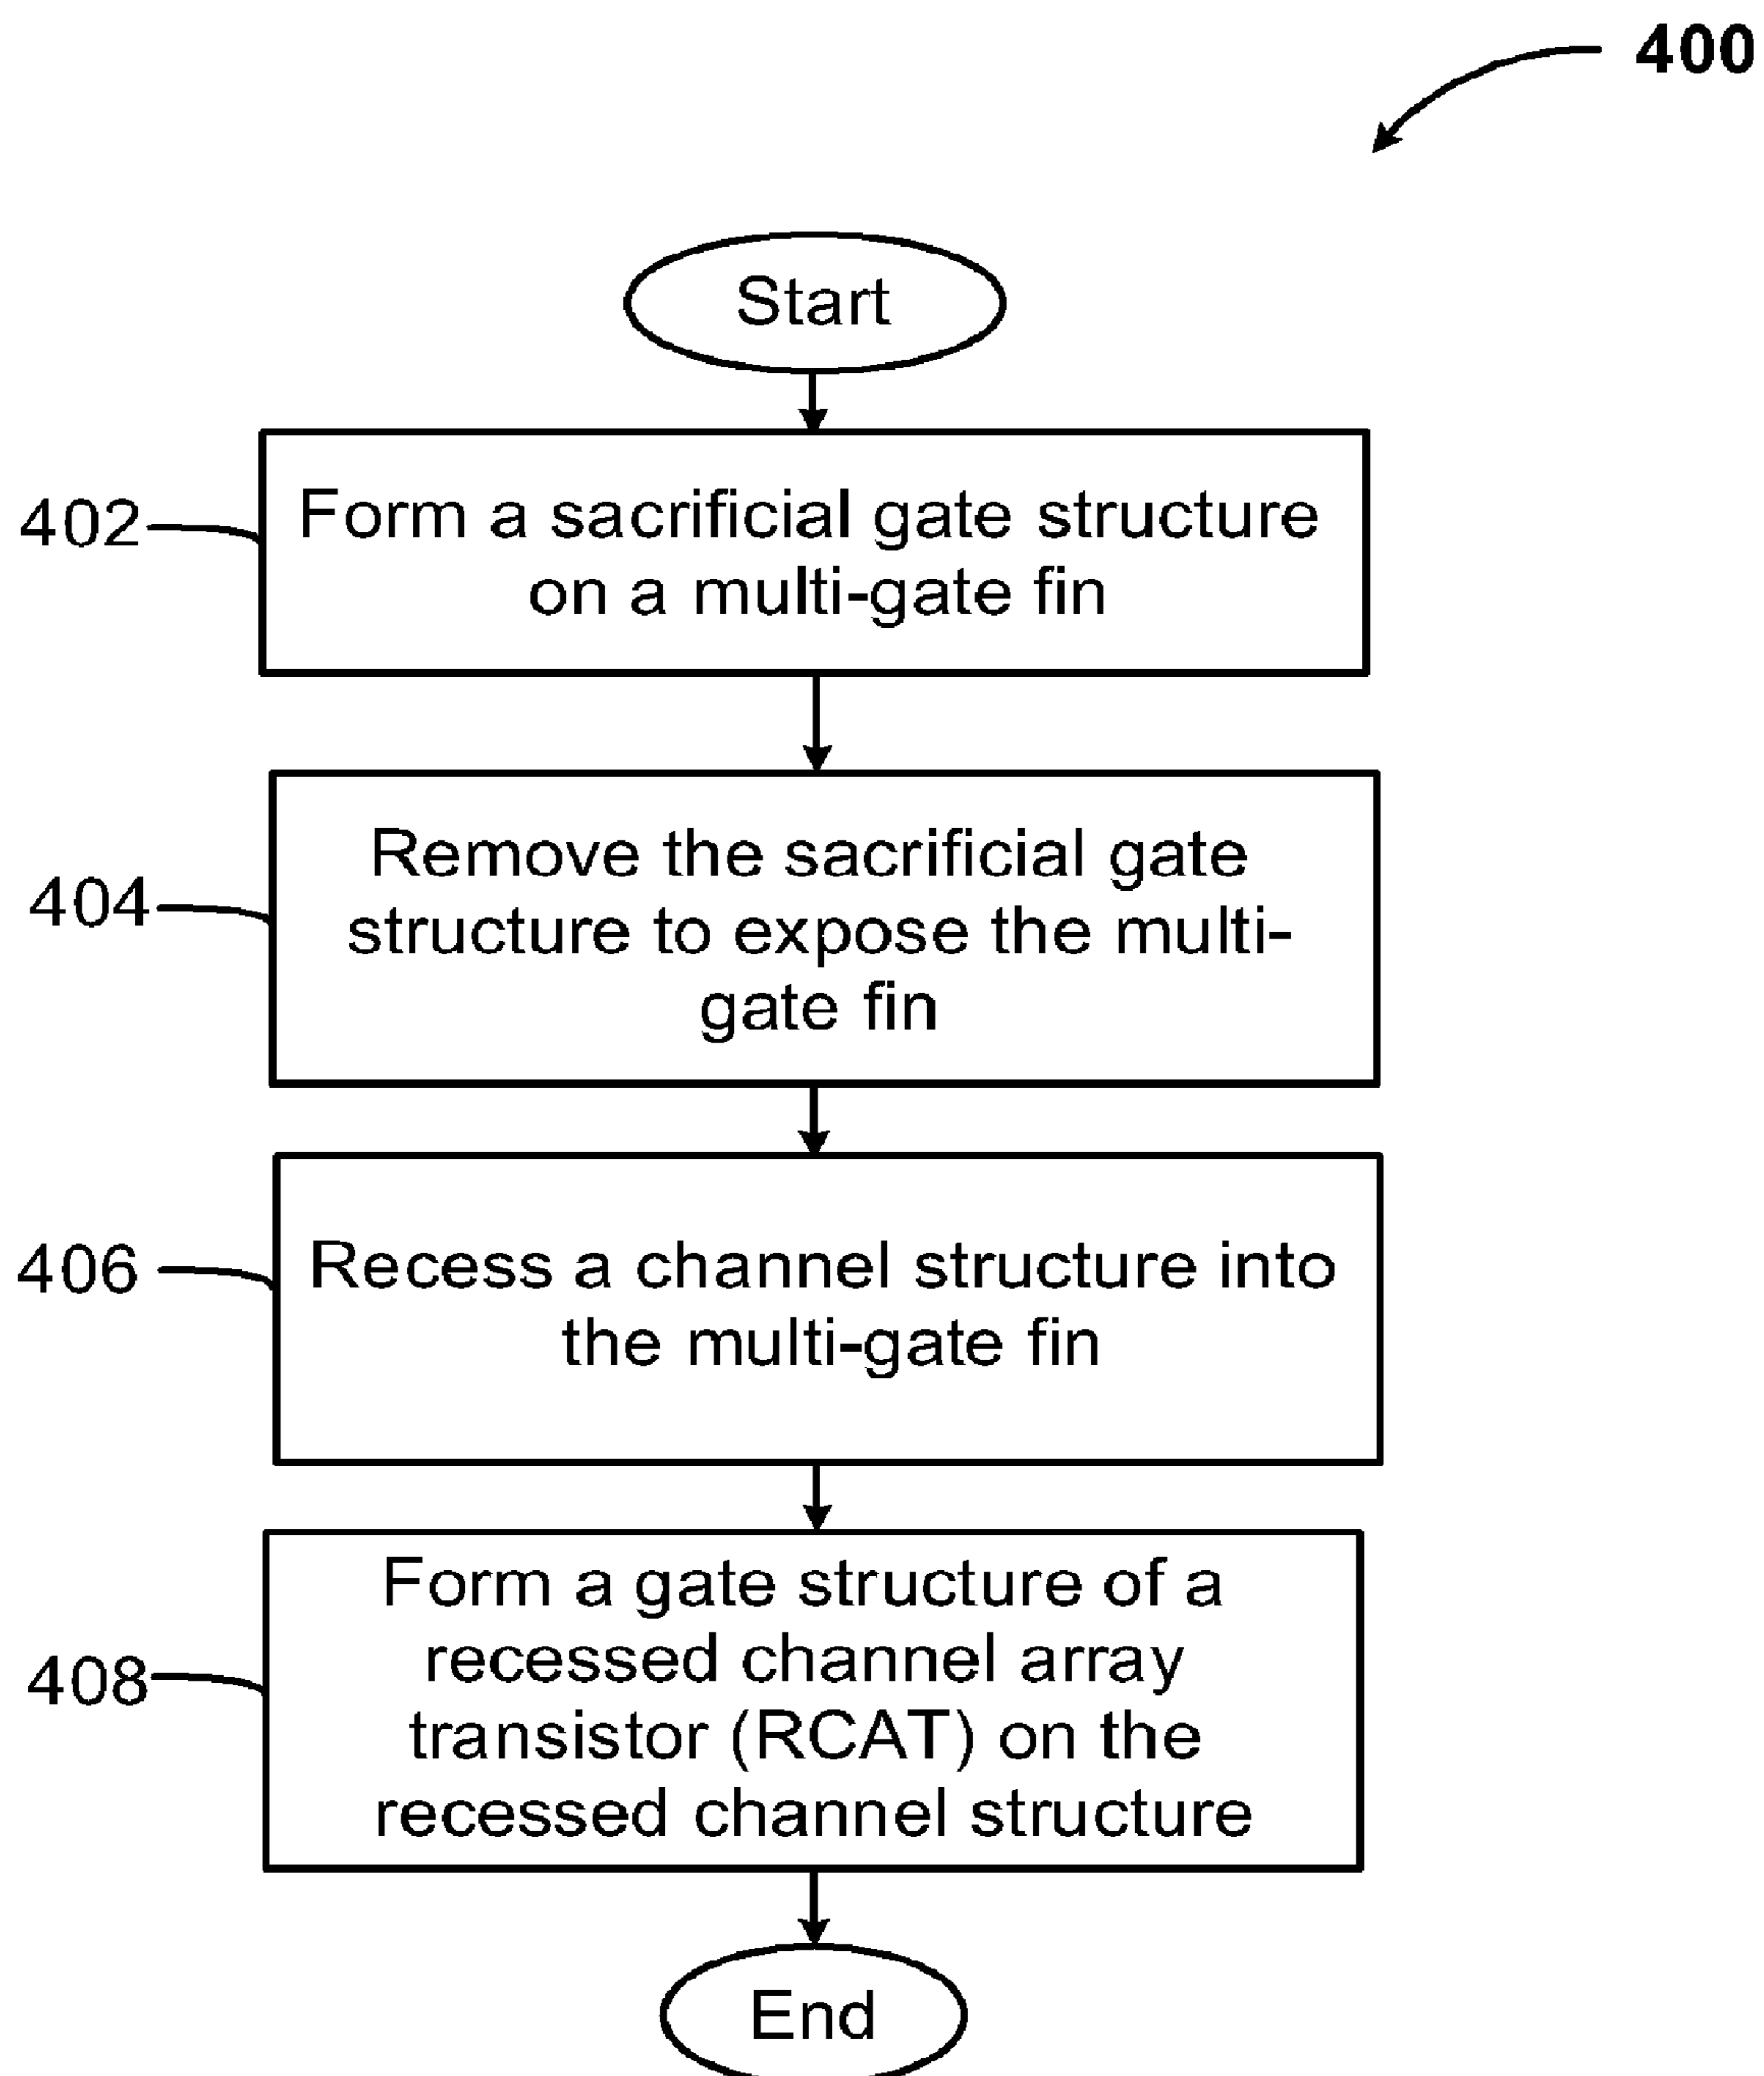 400
Start
402
Form a sacrificial gate structure
on a multi-gate fin
404
Remove the sacrificial gate
structure to expose the multi-
gate fin
406
Recess a channel structure into
the multi-gate fin
408
Form a gate structure of a
recessed channel array
transistor (RCAT) on the
recessed channel structure
End